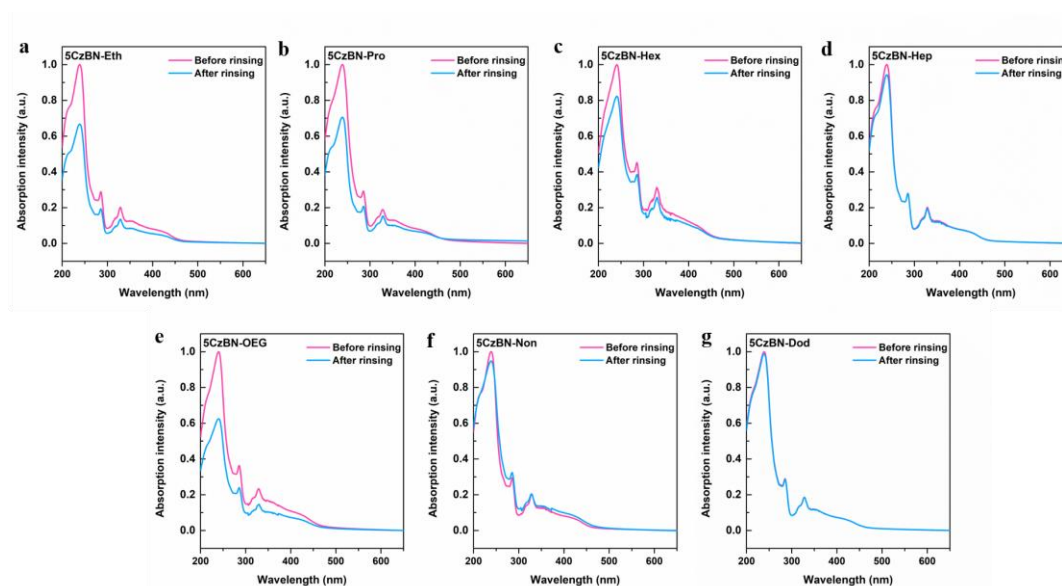 a
5CzBN-Eth
Before rinsing
After rinsing
Absorption intensity (a.u.)
1.0
0.8
0.6
0.4
0.2
0.0
200 300 400 500 600
Wavelength (nm)
b
5CzBN-Pro
Before rinsing
After rinsing
Absorption intensity (a.u.)
1.0
0.8
0.6
0.4
0.2
0.0
200 300 400 500 600
Wavelength (nm)
c
5CzBN-Hex
Before rinsing
After rinsing
Absorption intensity (a.u.)
1.0
0.8
0.6
0.4
0.2
0.0
200 300 400 500 600
Wavelength (nm)
d
5CzBN-Hep
Before rinsing
After rinsing
Absorption intensity (a.u.)
1.0
0.8
0.6
0.4
0.2
0.0
200 300 400 500 600
Wavelength (nm)
e
5CzBN-OEG
Before rinsing
After rinsing
Absorption intensity (a.u.)
1.0
0.8
0.6
0.4
0.2
0.0
200 300 400 500 600
Wavelength (nm)
f
5CzBN-Non
Before rinsing
After rinsing
Absorption intensity (a.u.)
1.0
0.8
0.6
0.4
0.2
0.0
200 300 400 500 600
Wavelength (nm)
g
5CzBN-Dod
Before rinsing
After rinsing
Absorption intensity (a.u.)
1.0
0.8
0.6
0.4
0.2
0.0
200 300 400 500 600
Wavelength (nm)